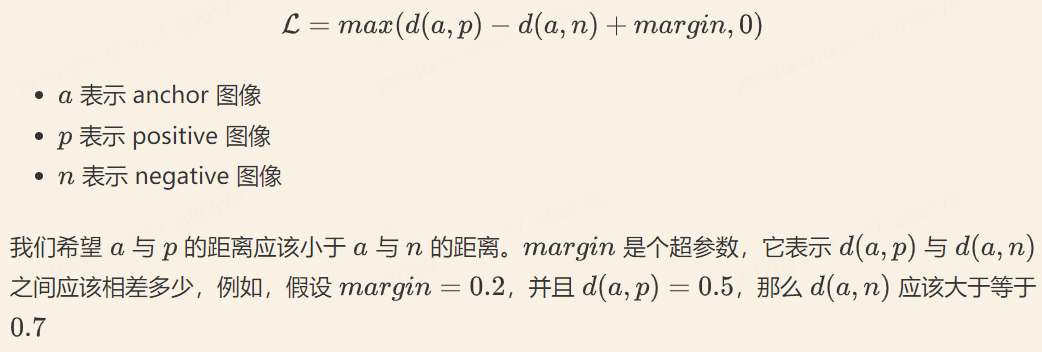 ℒ = max(d(a, p) − d(a, n) + margin, 0)
• a 表示 anchor 图像
• p 表示 positive 图像
• n 表示 negative 图像
我们希望 a 与 p 的距离应该小于 a 与 n 的距离。margin 是个超参数，它表示 d(a, p) 与 d(a, n)
之间应该相差多少，例如，假设 margin = 0.2，并且 d(a, p) = 0.5，那么 d(a, n) 应该大于等于
0.7